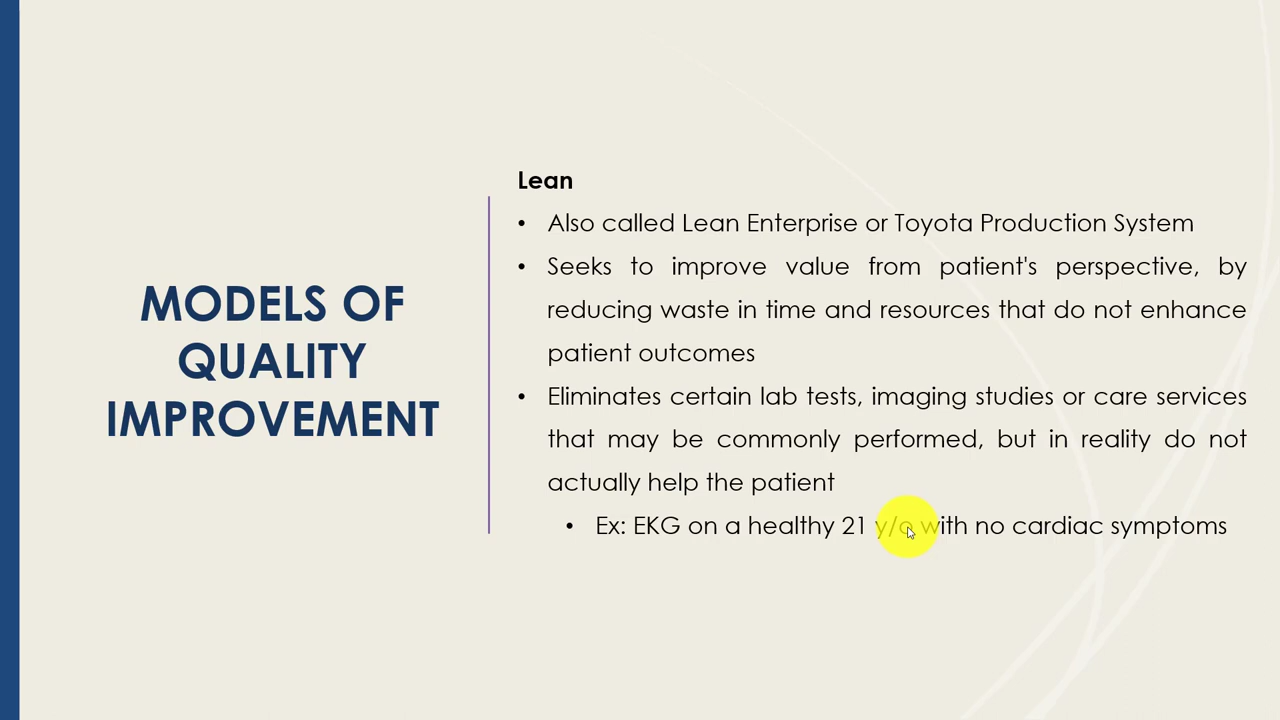 MODELS OF
QUALITY
IMPROVEMENT
Lean
• Also called Lean Enterprise or Toyota Production System
• Seeks to improve value from patient's perspective, by
reducing waste in time and resources that do not enhance
patient outcomes
• Eliminates certain lab tests, imaging studies or care services
that may be commonly performed, but in reality do not
actually help the patient
• Ex: EKG on a healthy 21 y/o with no cardiac symptoms